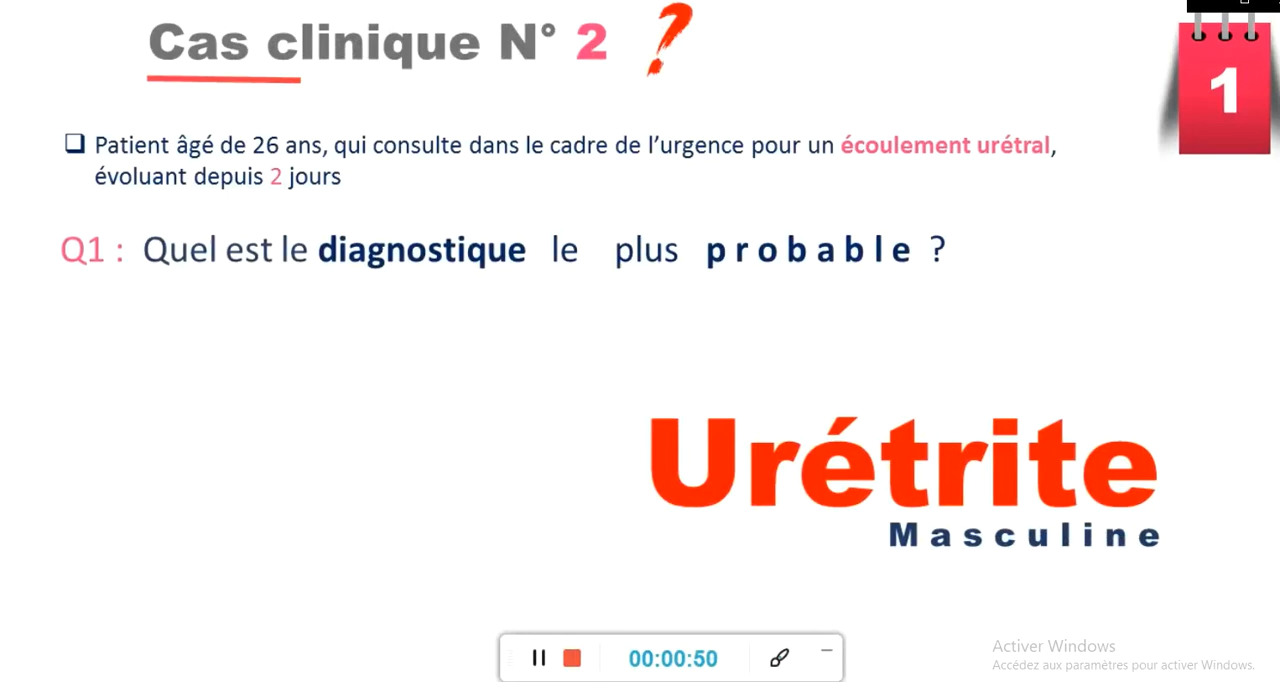 Cas clinique N° 2 ?
1
❑ Patient âgé de 26 ans, qui consulte dans le cadre de l’urgence pour un écoulement urétral,
évoluant depuis 2 jours
Q1 : Quel est le diagnostique le plus probable ?
Urétrite
Masculine
00:00:50
Activer Windows
Accédez aux paramètres pour activer Windows.